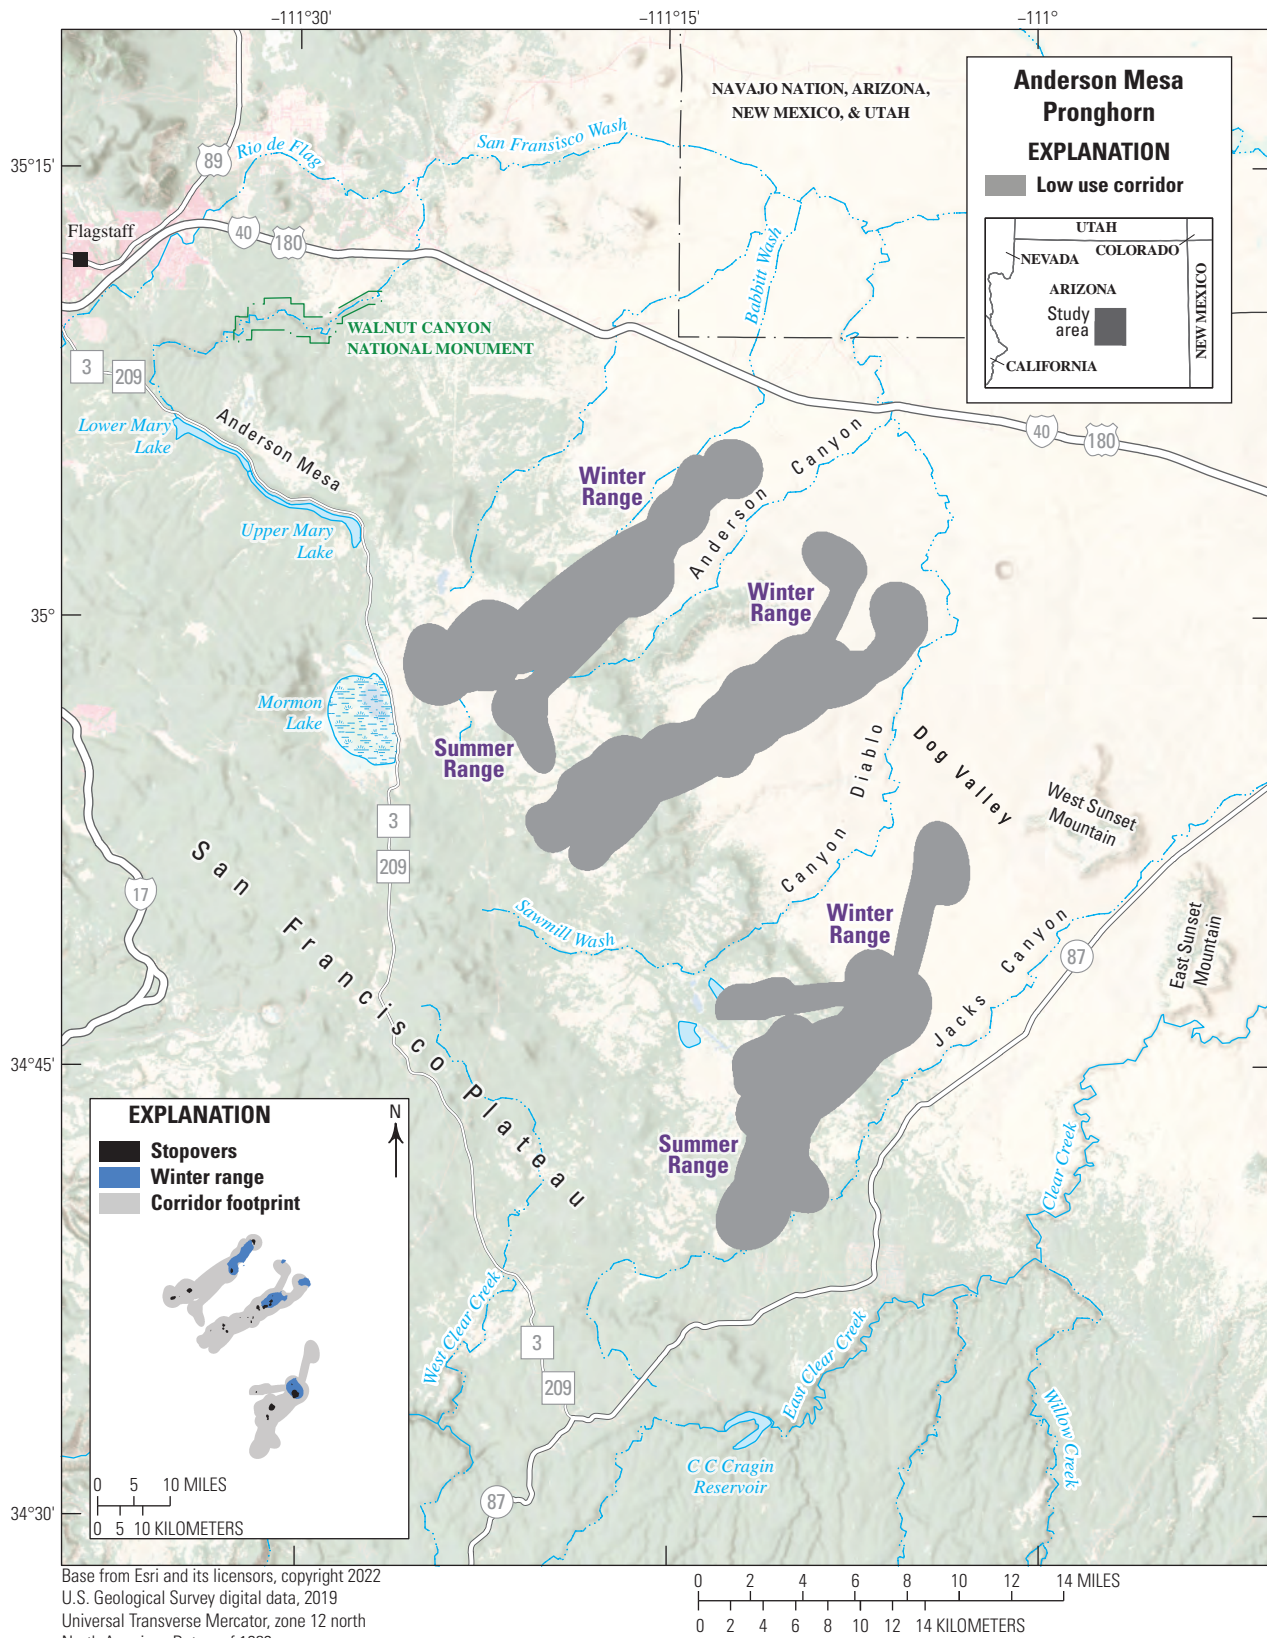 −111°30'
−111°15'
−111°
35°15'
35°
34°45'
34°30'
Anderson Mesa
Pronghorn
EXPLANATION
Low use corridor
UTAH
COLORADO
NEVADA
ARIZONA
Study
area
NEW MEXICO
CALIFORNIA
NAVAJO NATION, ARIZONA,
NEW MEXICO, & UTAH
San Fransisco Wash
Rio de Flag
89
Flagstaff
40
180
Babbitt Wash
WALNUT CANYON
NATIONAL MONUMENT
3
209
Lower Mary
Lake
Anderson Mesa
Upper Mary
Lake
40
180
Winter
Range
Anderson Canyon
Winter
Range
Mormon
Lake
Summer
Range
Canyon Diablo
Dog Valley
West Sunset
Mountain
3
209
17
San Francisco Plateau
Sawmill Wash
Winter
Range
Jacks Canyon
87
East Sunset
Mountain
Summer
Range
Clear Creek
West Clear Creek
3
209
East Clear Creek
Willow Creek
C C Cragin
Reservoir
87
EXPLANATION
N
Stopovers
Winter range
Corridor footprint
0 5 10 MILES
0 5 10 KILOMETERS
Base from Esri and its licensors, copyright 2022
U.S. Geological Survey digital data, 2019
Universal Transverse Mercator, zone 12 north
0 2 4 6 8 10 12 14 MILES
0 2 4 6 8 10 12 14 KILOMETERS